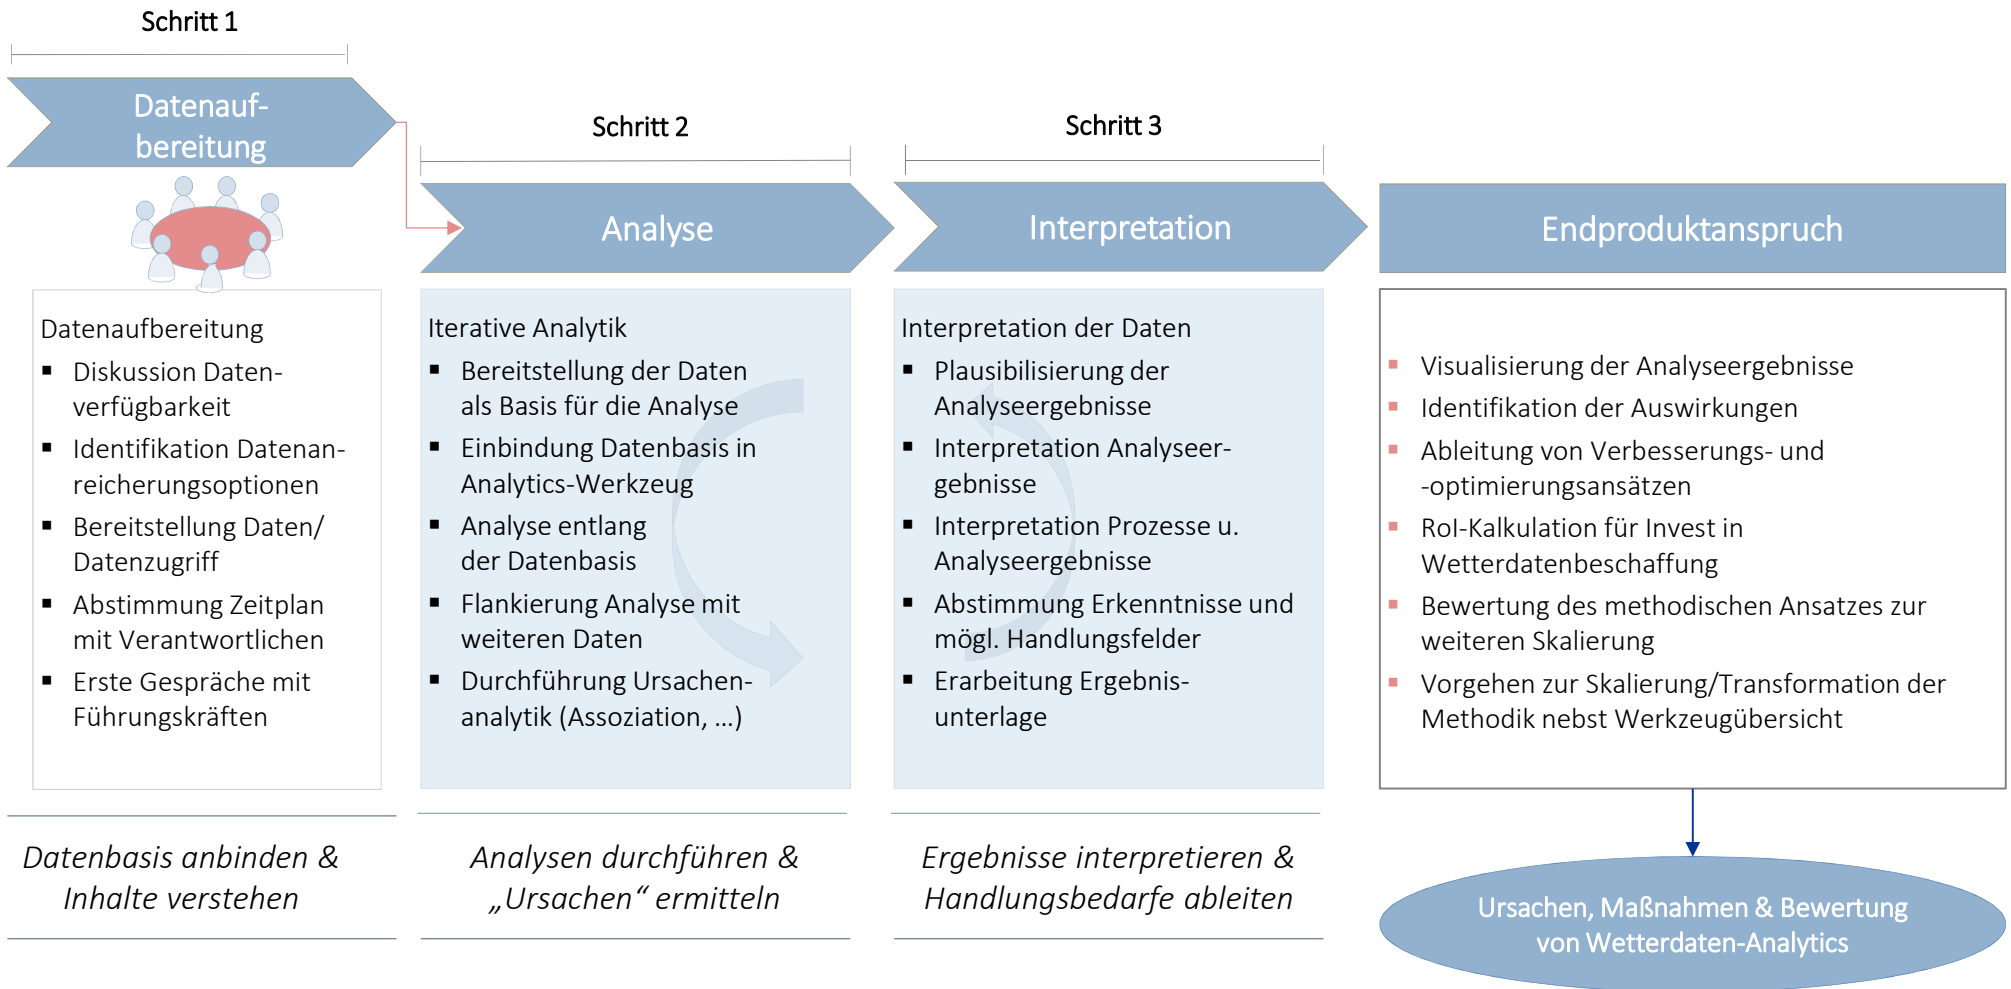 Schritt 1
Datenauf-
bereitung
Datenaufbereitung
▪ Diskussion Daten-
verfügbarkeit
▪ Identifikation Datenan-
reicherungsoptionen
▪ Bereitstellung Daten/
Datenzugriff
▪ Abstimmung Zeitplan
mit Verantwortlichen
▪ Erste Gespräche mit
Führungskräften
Datenbasis anbinden &
Inhalte verstehen
Schritt 2
Analyse
Iterative Analytik
▪ Bereitstellung der Daten
als Basis für die Analyse
▪ Einbindung Datenbasis in
Analytics-Werkzeug
▪ Analyse entlang
der Datenbasis
▪ Flankierung Analyse mit
weiteren Daten
▪ Durchführung Ursachen-
analytik (Assoziation, ...)
Analysen durchführen &
„Ursachen“ ermitteln
Schritt 3
Interpretation
Interpretation der Daten
▪ Plausibilisierung der
Analyseergebnisse
▪ Interpretation Analyseer-
gebnisse
▪ Interpretation Prozesse u.
Analyseergebnisse
▪ Abstimmung Erkenntnisse und
mögl. Handlungsfelder
▪ Erarbeitung Ergebnis-
unterlage
Ergebnisse interpretieren &
Handlungsbedarfe ableiten
Endproduktanspruch
▪ Visualisierung der Analyseergebnisse
▪ Identifikation der Auswirkungen
▪ Ableitung von Verbesserungs- und
-optimierungsansätzen
▪ RoI-Kalkulation für Invest in
Wetterdatenbeschaffung
▪ Bewertung des methodischen Ansatzes zur
weiteren Skalierung
▪ Vorgehen zur Skalierung/Transformation der
Methodik nebst Werkzeugübersicht
Ursachen, Maßnahmen & Bewertung
von Wetterdaten-Analytics